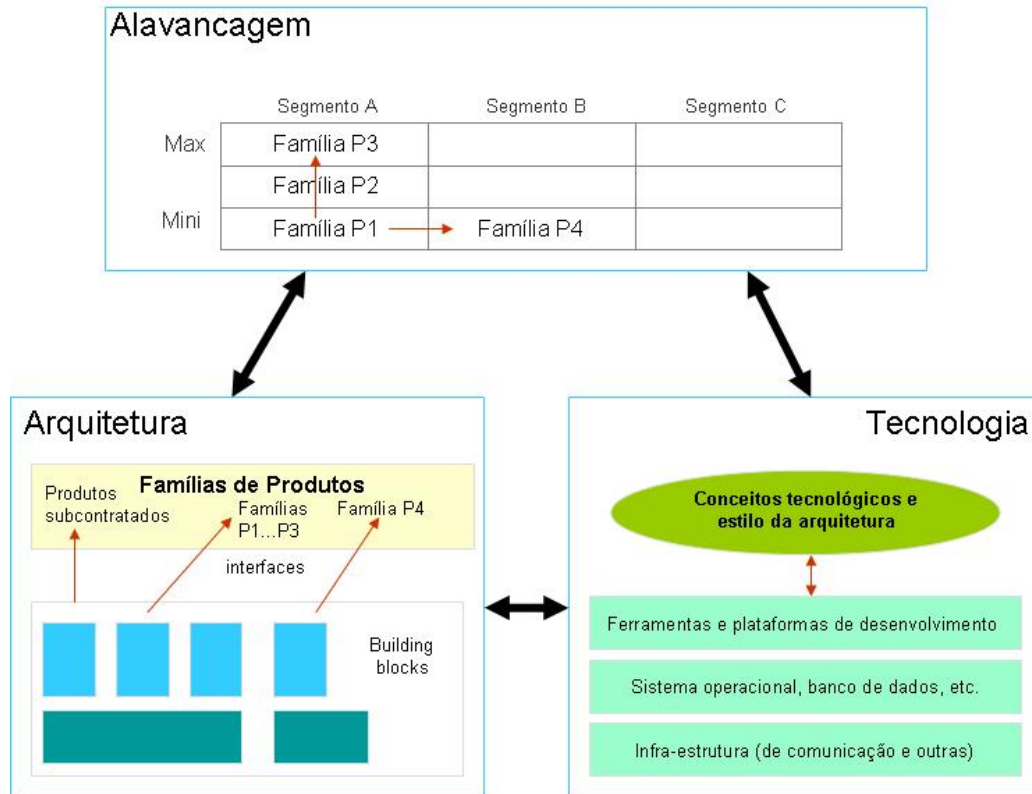 Alavancagem
Segmento A Segmento B Segmento C
Max Família P3
Família P2
Mini Família P1 Família P4
Arquitetura
Famílias de Produtos
Produtos
subcontratados
Famílias
P1...P3
Família P4
interfaces
Building
blocks
Tecnologia
Conceitos tecnológicos e
estilo da arquitetura
Ferramentas e plataformas de desenvolvimento
Sistema operacional, banco de dados, etc.
Infra-estrutura (de comunicação e outras)